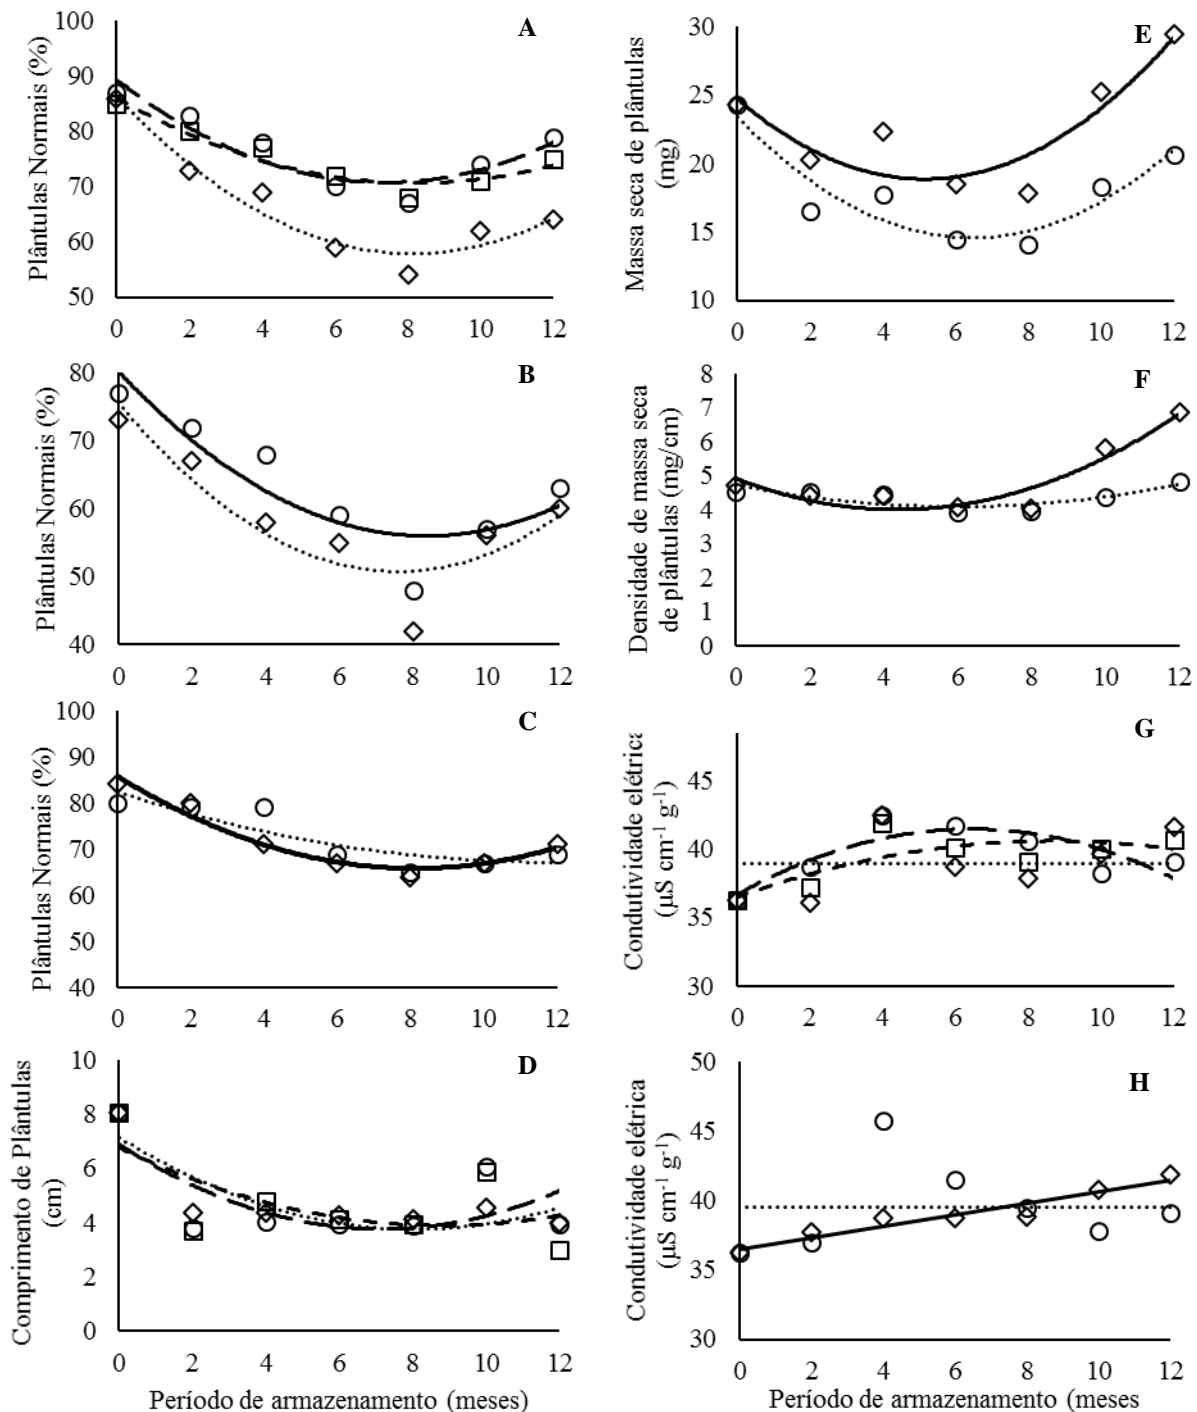 A
Plântulas Normais (%)
100
90
80
70
60
50
0 2 4 6 8 10 12
E
Massa seca de plântulas
(mg)
30
25
20
15
10
0 2 4 6 8 10 12
B
Plântulas Normais (%)
80
70
60
50
40
0 2 4 6 8 10 12
F
Densidade de massa seca
de plântulas (mg/cm)
8
7
6
5
4
3
2
1
0
0 2 4 6 8 10 12
C
Plântulas Normais (%)
100
90
80
70
60
50
40
0 2 4 6 8 10 12
G
Condutividade elétrica
(µS cm⁻¹ g⁻¹)
45
40
35
30
0 2 4 6 8 10 12
D
Comprimento de Plântulas
(cm)
10
8
6
4
2
0
0 2 4 6 8 10 12
Período de armazenamento (meses)
H
Condutividade elétrica
(µS cm⁻¹ g⁻¹)
50
45
40
35
30
0 2 4 6 8 10 12
Período de armazenamento (meses